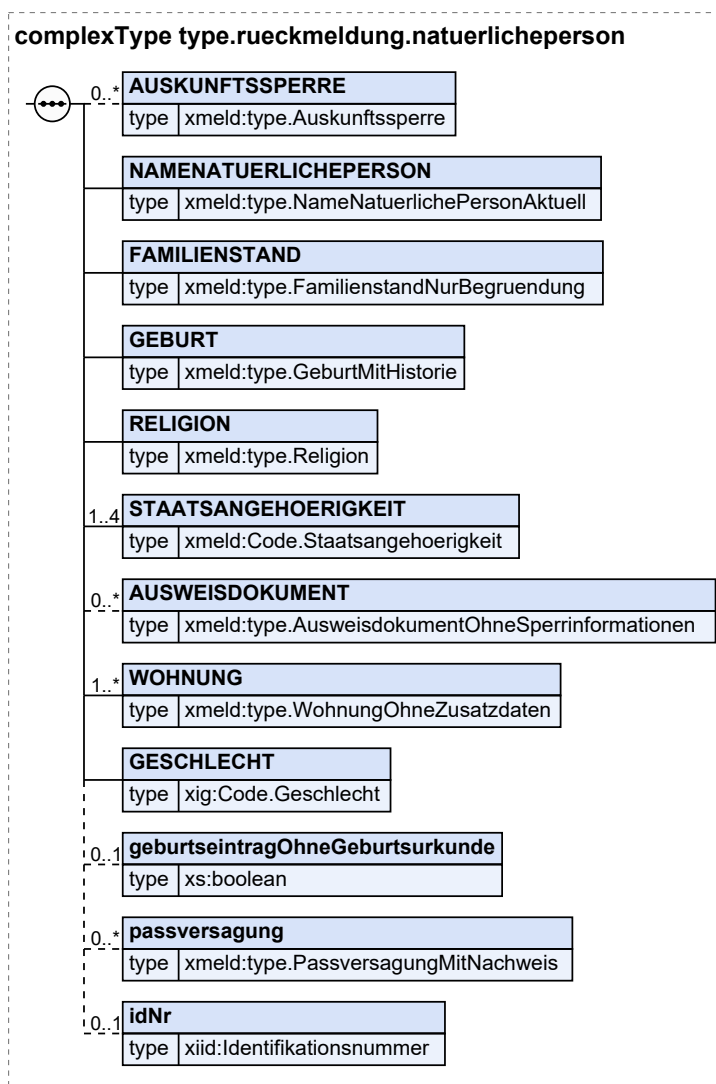 complexType type.rueckmeldung.natuerlicheperson
0..* AUSKUNFTSSPERRE
type xmeld:type.Auskunftssperre
NAMENATUERLICHEPERSON
type xmeld:type.NameNatuerlichePersonAktuell
FAMILIENSTAND
type xmeld:type.FamilienstandNurBegruendung
GEBURT
type xmeld:type.GeburtMitHistorie
RELIGION
type xmeld:type.Religion
1..4 STAATSANGEHOERIGKEIT
type xmeld:Code.Staatsangehoerigkeit
0..* AUSWEISDOKUMENT
type xmeld:type.AusweisdokumentOhneSperrinformationen
1..* WOHNUNG
type xmeld:type.WohnungOhneZusatzdaten
GESCHLECHT
type xig:Code.Geschlecht
0..1 geburtseintragOhneGeburtsurkunde
type xs:boolean
0..* passversagung
type xmeld:type.PassversagungMitNachweis
0..1 idNr
type xiid:Identifikationsnummer